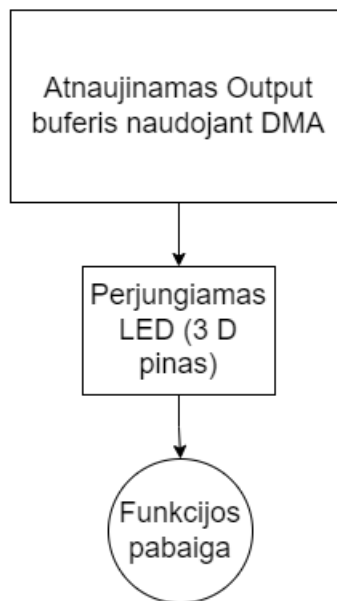 Atnaujinamas Output
buferis naudojant DMA
Perjungiamas
LED (3 D
pinas)
Funkcijos
pabaiga